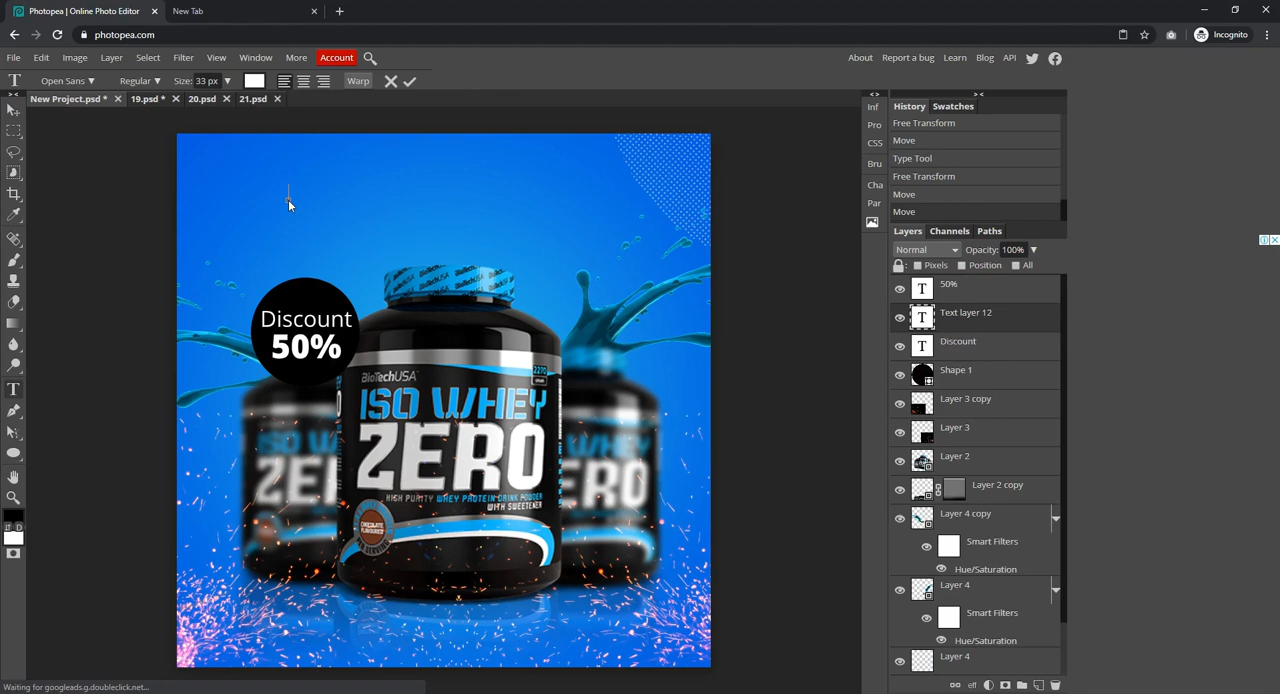 Photopea | Online Photo Editor
New Tab
photopea.com
Incognito
File Edit Image Layer Select Filter View Window More Account
About Report a bug Learn Blog API
Open Sans Regular Size: 33 px Warp
New Project.psd * 19.psd * 20.psd 21.psd
Inf
Pro
CSS
Bru
Cha
Par
History Swatches
Free Transform
Move
Type Tool
Free Transform
Move
Move
Layers Channels Paths
Normal Opacity: 100%
Pixels Position All
50%
Text layer 12
Discount
Shape 1
Layer 3 copy
Layer 3
Layer 2
Layer 2 copy
Layer 4 copy
Smart Filters
Hue/Saturation
Layer 4
Smart Filters
Hue/Saturation
Layer 4
eff
Discount
50%
BioTechUSA
2270
ISO WHEY
ZERO
HIGH PURITY WHEY PROTEIN DRINK POWDER
WITH SWEETENER
CHOCOLATE
FLAVOURED
Waiting for googleads.g.doubleclick.net...